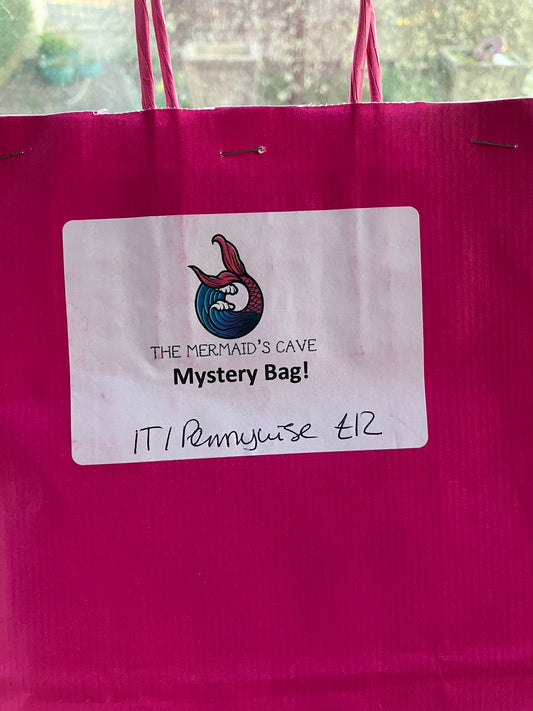 THE MERMAID'S CAVE
Mystery Bag!
IT/Pennywise £12